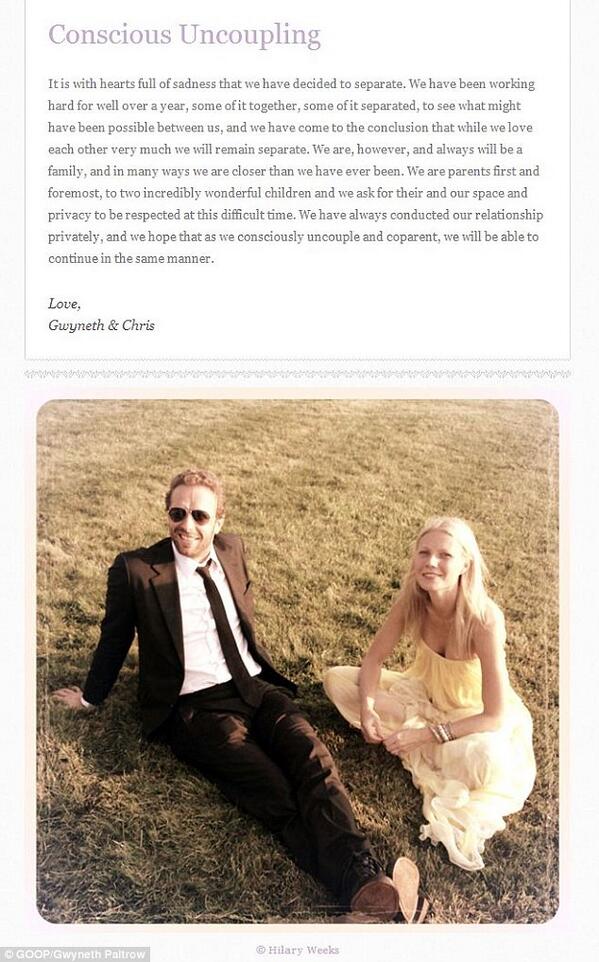 Conscious Uncoupling
It is with hearts full of sadness that we have decided to separate. We have been working
hard for well over a year, some of it together, some of it separated, to see what might
have been possible between us, and we have come to the conclusion that while we love
each other very much we will remain separate. We are, however, and always will be a
family, and in many ways we are closer than we have ever been. We are parents first and
foremost, to two incredibly wonderful children and we ask for their and our space and
privacy to be respected at this difficult time. We have always conducted our relationship
privately, and we hope that as we consciously uncouple and coparent, we will be able to
continue in the same manner.
Love,
Gwyneth & Chris
© GOOP/Gwyneth Paltrow
© Hilary Weeks